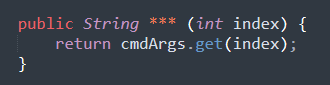 public String *** (int index) {
return cmdArgs.get(index);
}